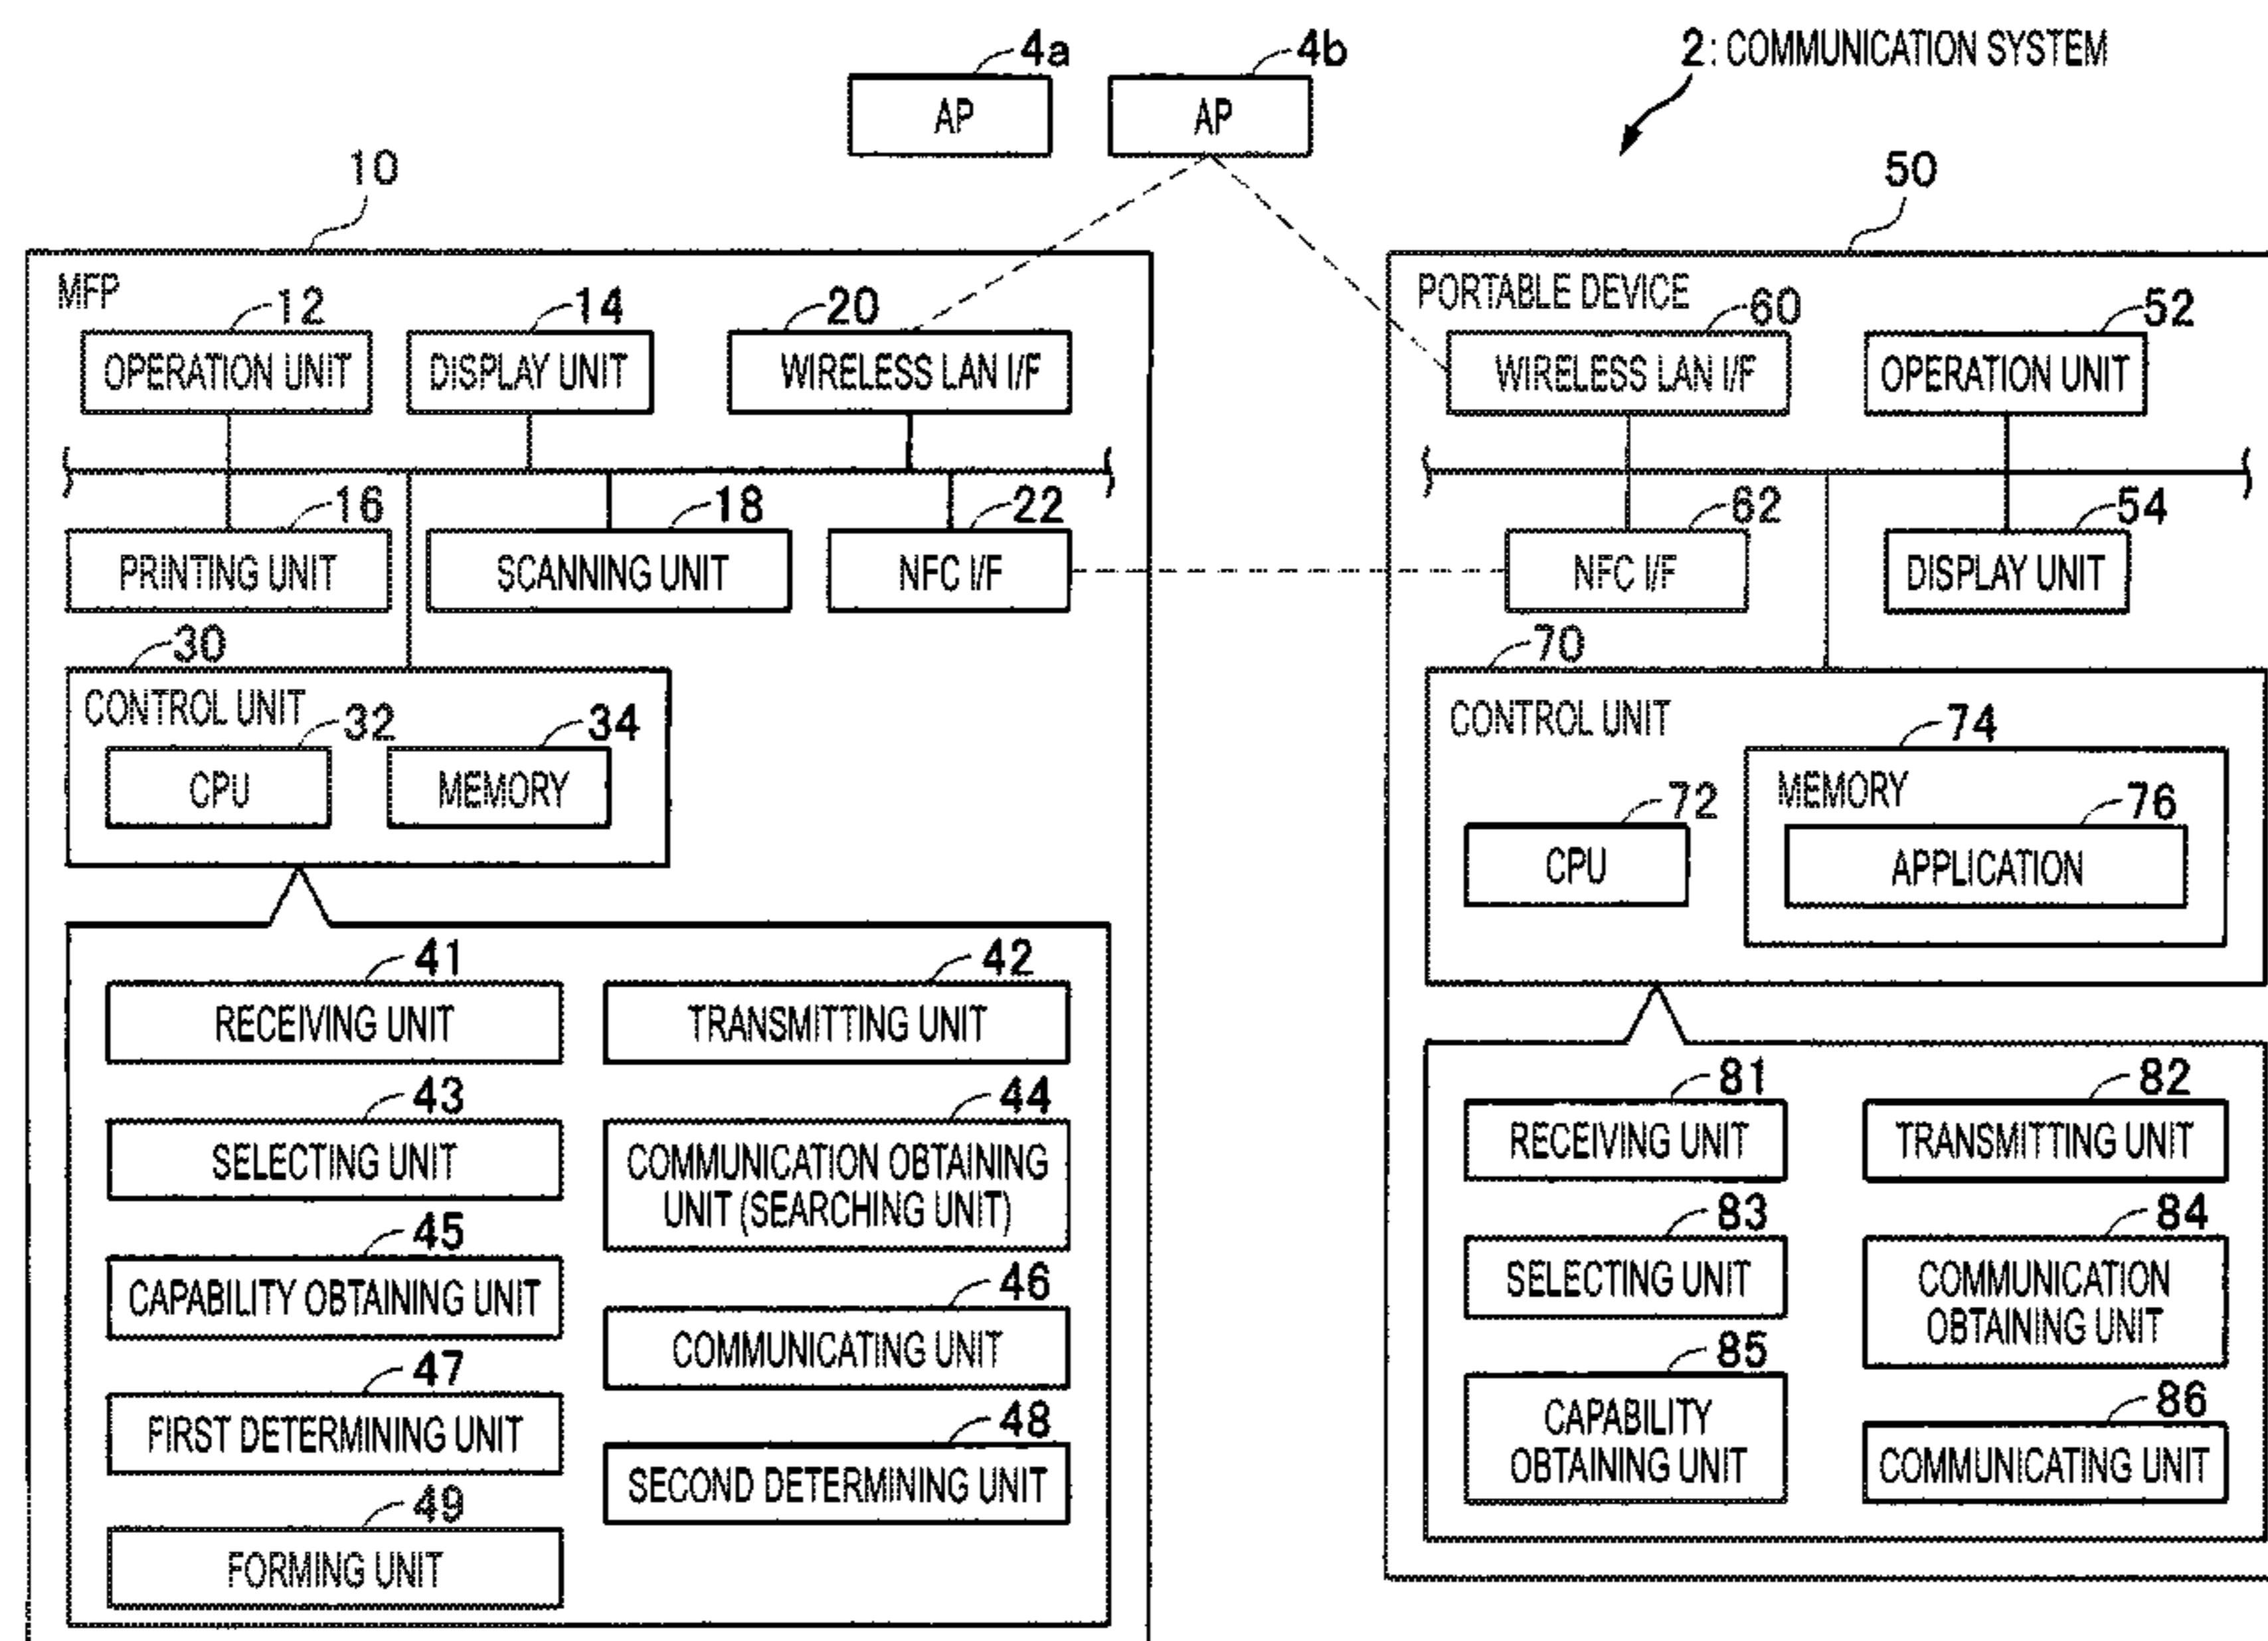 4a
4b
2: COMMUNICATION SYSTEM
AP
AP
10
50
MFP
12
14
20
OPERATION UNIT
DISPLAY UNIT
WIRELESS LAN I/F
16
18
22
PRINTING UNIT
SCANNING UNIT
NFC I/F
30
CONTROL UNIT
32
34
CPU
MEMORY
41
42
RECEIVING UNIT
TRANSMITTING UNIT
43
44
SELECTING UNIT
COMMUNICATION OBTAINING
UNIT (SEARCHING UNIT)
45
46
CAPABILITY OBTAINING UNIT
COMMUNICATING UNIT
47
48
FIRST DETERMINING UNIT
SECOND DETERMINING UNIT
49
FORMING UNIT
PORTABLE DEVICE
60
52
WIRELESS LAN I/F
OPERATION UNIT
62
54
NFC I/F
DISPLAY UNIT
70
CONTROL UNIT
74
72
MEMORY
76
CPU
APPLICATION
81
82
RECEIVING UNIT
TRANSMITTING UNIT
83
84
SELECTING UNIT
COMMUNICATION
OBTAINING UNIT
85
86
CAPABILITY
OBTAINING UNIT
COMMUNICATING UNIT